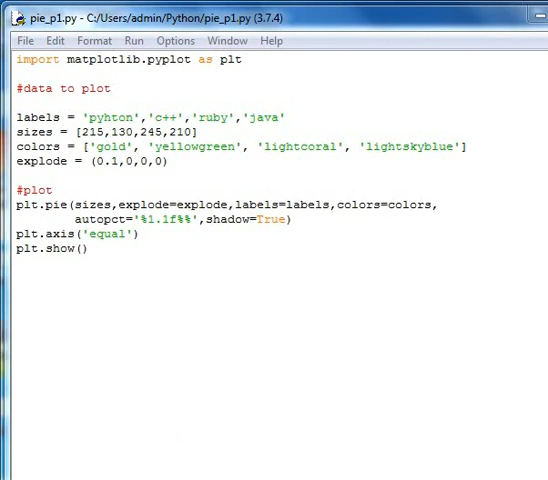 pie_p1.py - C:/Users/admin/Python/pie_p1.py (3.7.4)
File Edit Format Run Options Window Help
import matplotlib.pyplot as plt
#data to plot
labels = 'pyhton','c++','ruby','java'
sizes = [215,130,245,210]
colors = ['gold', 'yellowgreen', 'lightcoral', 'lightskyblue']
explode = (0.1,0,0,0)
#plot
plt.pie(sizes,explode=explode,labels=labels,colors=colors,
autopct='%1.1f%%',shadow=True)
plt.axis('equal')
plt.show()